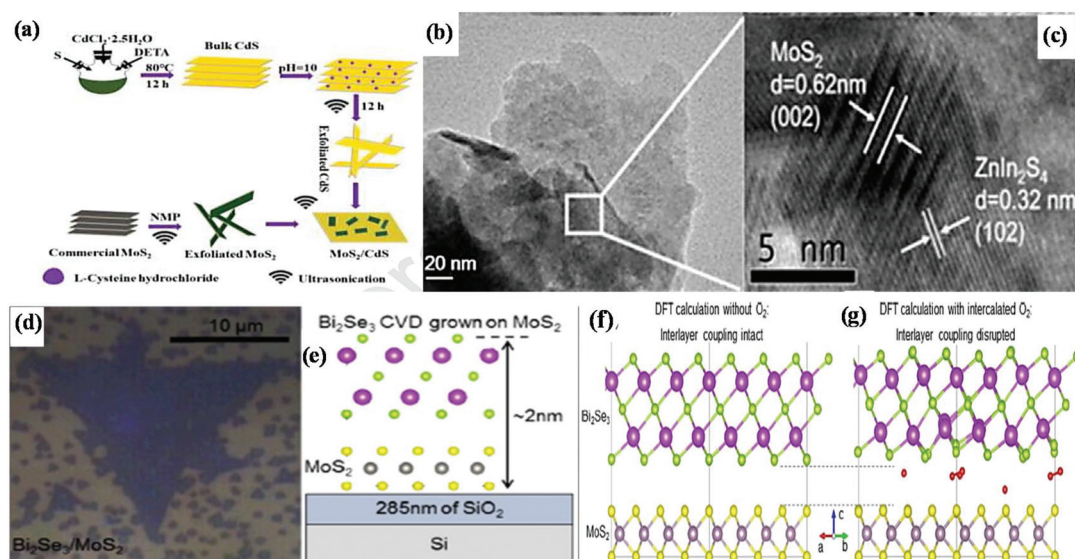 (a)
CdCl₂·2.5H₂O
S
DETA
80°C
12 h
Bulk CdS
pH=10
12 h
Exfoliated CdS
NMP
Commercial MoS₂
Exfoliated MoS₂
MoS₂/CdS
L-Cysteine hydrochloride
Ultrasonication
(b)
20 nm
(c)
MoS₂
d=0.62nm
(002)
ZnIn₂S₄
d=0.32 nm
(102)
5 nm
(d)
10 μm
Bi₂Se₃/MoS₂
(e)
Bi₂Se₃ CVD grown on MoS₂
~2nm
MoS₂
285nm of SiO₂
Si
(f)
DFT calculation without O₂:
Interlayer coupling intact
(g)
DFT calculation with intercalated O₂:
Interlayer coupling disrupted
Bi₂Se₃
MoS₂
c
a
b